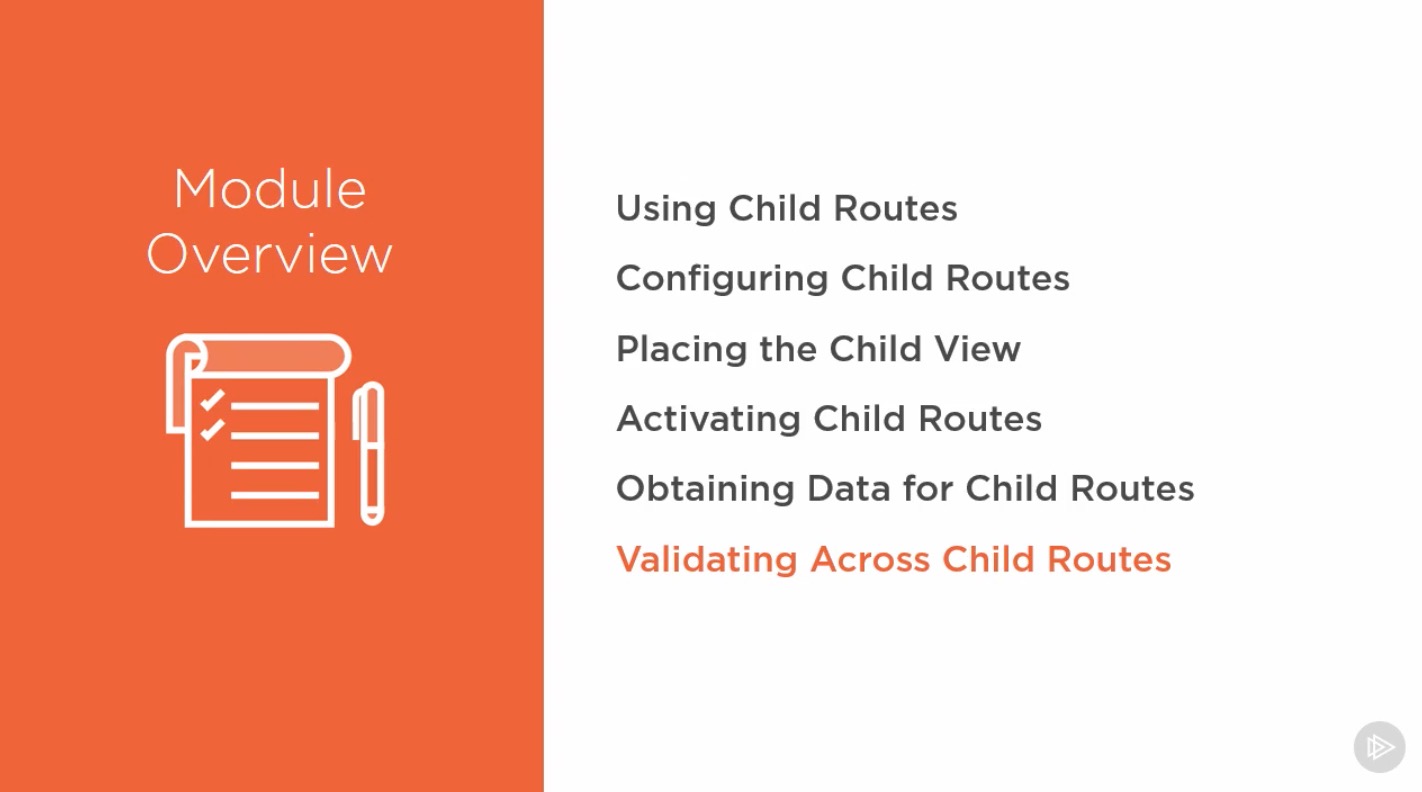 Module
Overview
Using Child Routes
Configuring Child Routes
Placing the Child View
Activating Child Routes
Obtaining Data for Child Routes
Validating Across Child Routes